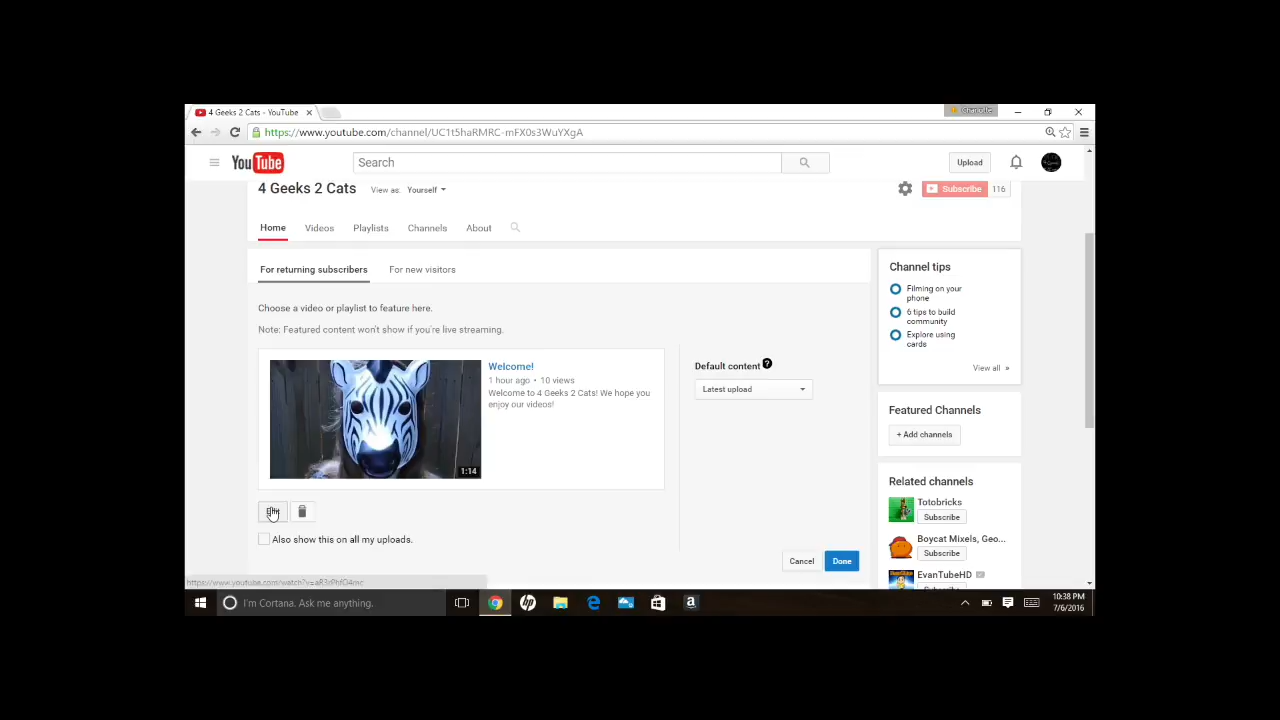 4 Geeks 2 Cats - YouTube
https://www.youtube.com/channel/UC1t5haRMRC-mFX0s3WuYXgA
YouTube
Search
Upload
4 Geeks 2 Cats
View as: Yourself
Subscribe 116
Home Videos Playlists Channels About
For returning subscribers For new visitors
Choose a video or playlist to feature here.
Note: Featured content won't show if you're live streaming.
Welcome!
1 hour ago • 10 views
Welcome to 4 Geeks 2 Cats! We hope you
enjoy our videos!
1:14
Default content ?
Latest upload
Also show this on all my uploads.
Cancel Done
Channel tips
Filming on your
phone
6 tips to build
community
Explore using
cards
View all »
Featured Channels
+ Add channels
Related channels
Totobricks
Subscribe
Boycat Mixels, Geo...
Subscribe
EvanTubeHD
I'm Cortana. Ask me anything.
hp
a
10:38 PM
7/6/2016